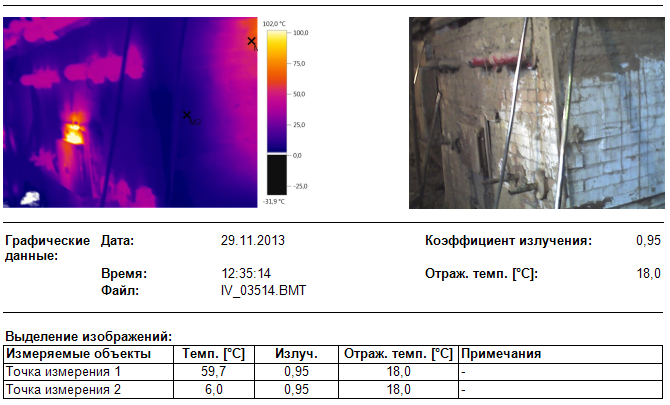 102,0 °C
100,0
75,0
50,0
25,0
0,0
-25,0
-31,9 °C
Графические данные:
Дата: 29.11.2013 Коэффициент излучения: 0,95
Время: 12:35:14 Отраж. темп. [°C]: 18,0
Файл: IV_03514.BMT
Выделение изображений:
Измеряемые объекты Темп. [°C] Излуч. Отраж. темп. [°C] Примечания
Точка измерения 1 59,7 0,95 18,0 -
Точка измерения 2 6,0 0,95 18,0 -